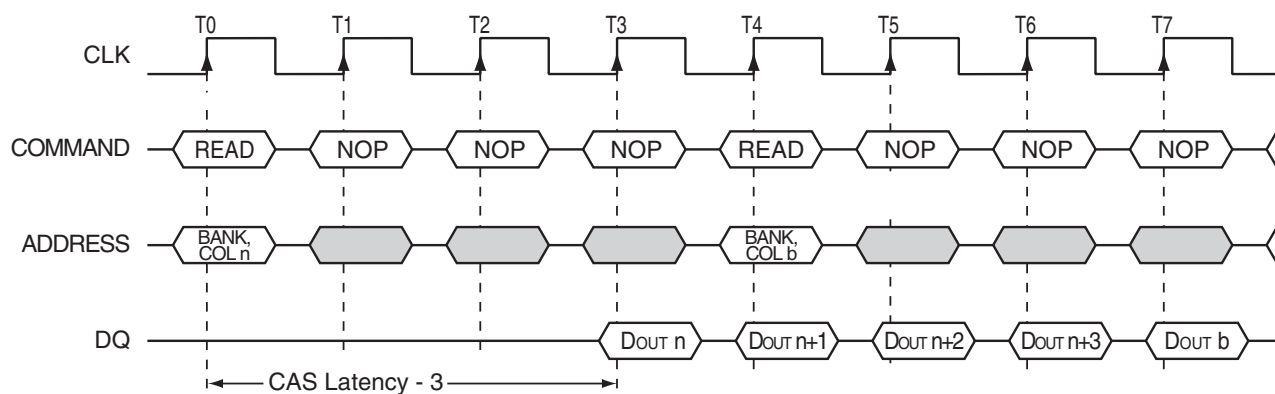 T0 T1 T2 T3 T4 T5 T6 T7
CLK
COMMAND READ NOP NOP NOP READ NOP NOP NOP
ADDRESS BANK, COL n BANK, COL b
DQ DOUT n DOUT n+1 DOUT n+2 DOUT n+3 DOUT b
CAS Latency - 3